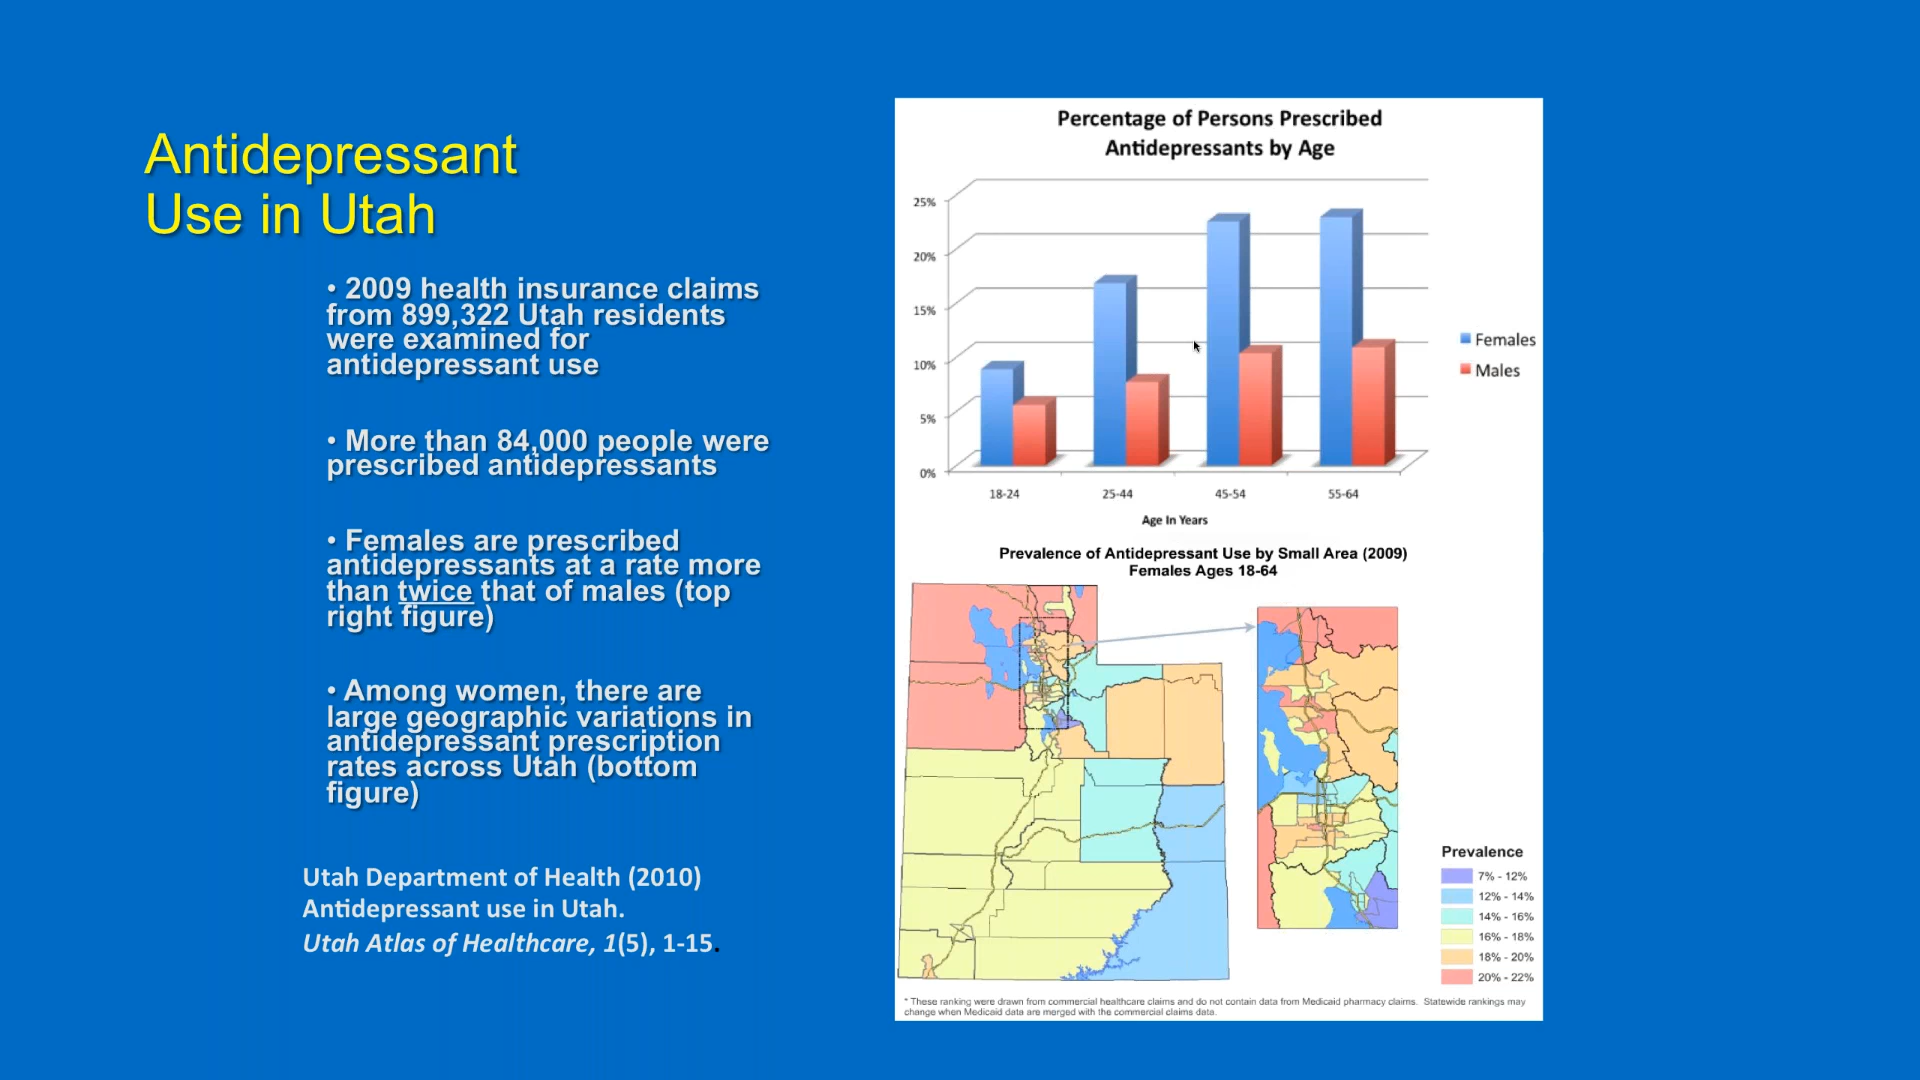 Antidepressant
Use in Utah
• 2009 health insurance claims
from 899,322 Utah residents
were examined for
antidepressant use
• More than 84,000 people were
prescribed antidepressants
• Females are prescribed
antidepressants at a rate more
than twice that of males (top
right figure)
• Among women, there are
large geographic variations in
antidepressant prescription
rates across Utah (bottom
figure)
Utah Department of Health (2010)
Antidepressant use in Utah.
Utah Atlas of Healthcare, 1(5), 1-15.
Percentage of Persons Prescribed
Antidepressants by Age
25%
20%
15%
10%
5%
0%
18-24 25-44 45-54 55-64
Age In Years
Females
Males
Prevalence of Antidepressant Use by Small Area (2009)
Females Ages 18-64
Prevalence
7% - 12%
12% - 14%
14% - 16%
16% - 18%
18% - 20%
20% - 22%
* These ranking were drawn from commercial healthcare claims and do not contain data from Medicaid pharmacy claims. Statewide rankings may
change when Medicaid data are merged with the commercial claims data.